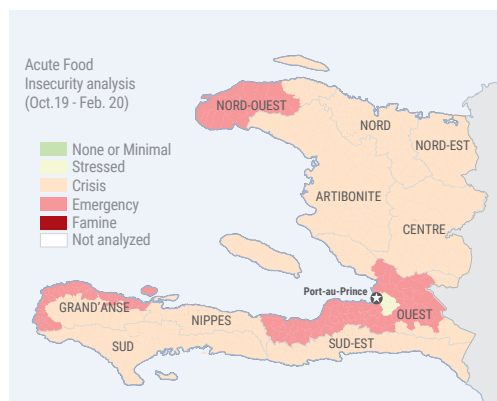 Acute Food
Insecurity analysis
(Oct.19 - Feb. 20)
None or Minimal
Stressed
Crisis
Emergency
Famine
Not analyzed
NORD-OUEST
NORD
NORD-EST
ARTIBONITE
CENTRE
Port-au-Prince
OUEST
GRAND'ANSE
NIPPES
SUD
SUD-EST